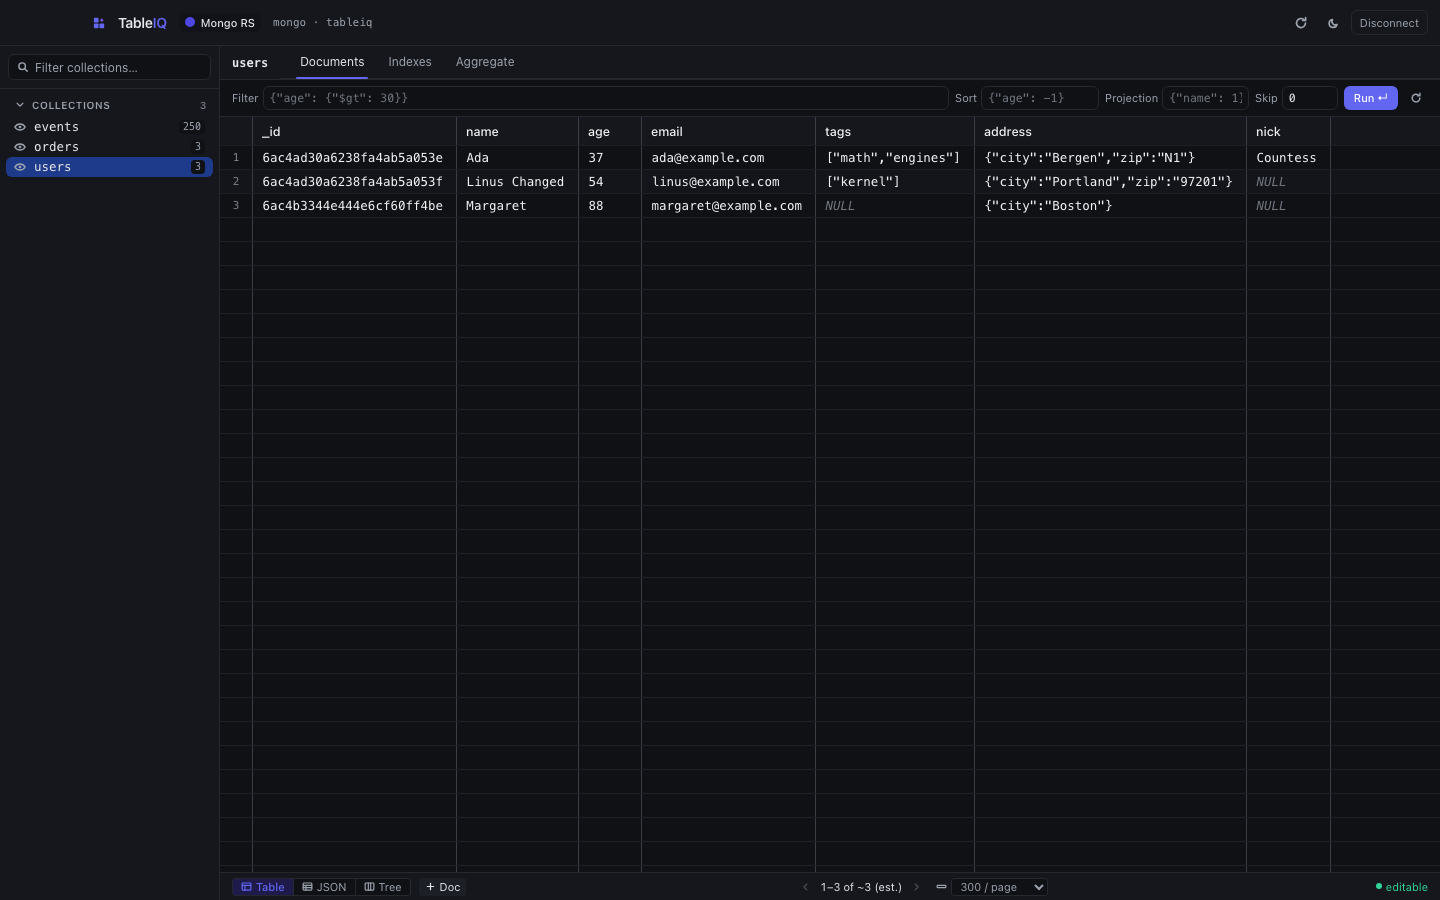 TableIQ Mongo RS mongo · tableiq Disconnect
Filter collections...
COLLECTIONS 3
events 250
orders 3
users 3
users Documents Indexes Aggregate
Filter {"age": {"$gt": 30}} Sort {"age": −1} Projection {"name": 1} Skip 0 Run ↵
_id name age email tags address nick
1 6ac4ad30a6238fa4ab5a053e Ada 37 ada@example.com ["math","engines"] {"city":"Bergen","zip":"N1"} Countess
2 6ac4ad30a6238fa4ab5a053f Linus Changed 54 linus@example.com ["kernel"] {"city":"Portland","zip":"97201"} NULL
3 6ac4b3344e444e6cf60ff4be Margaret 88 margaret@example.com NULL {"city":"Boston"} NULL
Table JSON Tree + Doc 1–3 of ~3 (est.) 300 / page editable